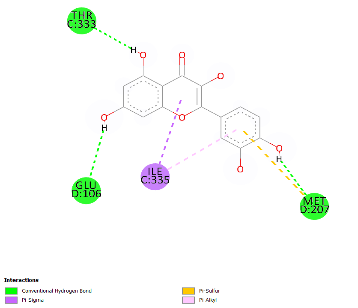 THR
C:333
O
O
H
O
O
O
H
O
ILE
C:335
GLU
D:106
O
H
O
MET
D:207
Interactions
Conventional Hydrogen Bond
Pi-Sigma
Pi-Sulfur
Pi-Alkyl